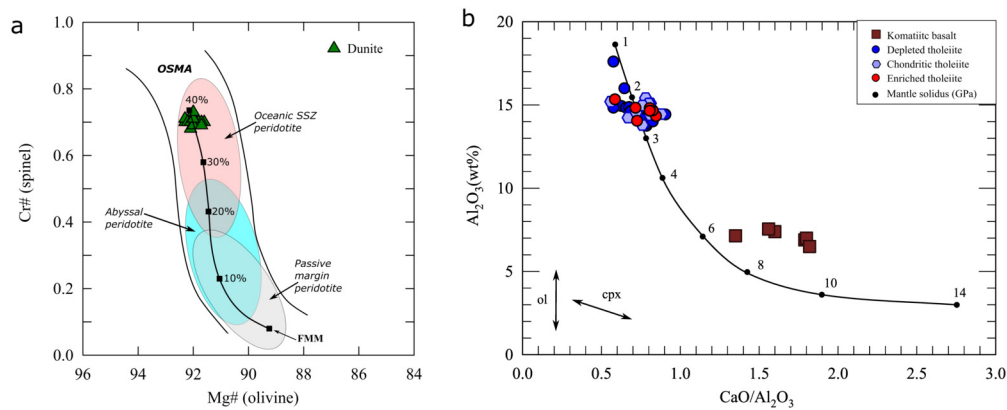 a
Dunite
OSMA
40%
Oceanic SSZ
peridotite
30%
20%
Abyssal
peridotite
10%
Passive
margin
peridotite
FMM
1.0
0.8
0.6
0.4
0.2
0.0
Cr# (spinel)
96
94
92
90
88
86
84
Mg# (olivine)
b
Komatiitc basalt
Depleted tholeiite
Chondritic tholeiite
Enriched tholeiite
Mantle solidus (GPa)
1
2
3
4
6
8
10
14
ol
cpx
20
15
10
5
0
Al2O3(wt%)
0.0
0.5
1.0
1.5
2.0
2.5
3.0
CaO/Al2O3